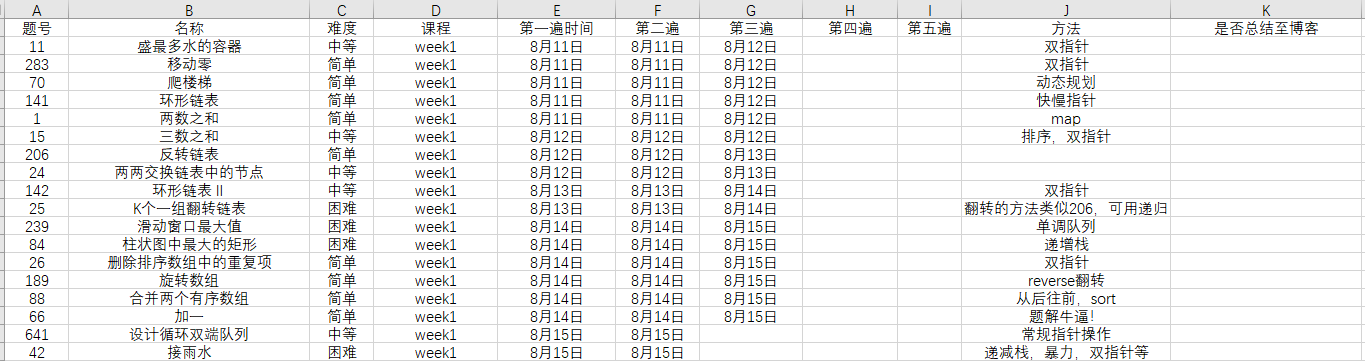 A B C D E F G H I J K
题号 名称 难度 课程 第一遍时间 第二遍 第三遍 第四遍 第五遍 方法 是否总结至博客
11 盛最多水的容器 中等 week1 8月11日 8月11日 8月12日 双指针
283 移动零 简单 week1 8月11日 8月11日 8月12日 双指针
70 爬楼梯 简单 week1 8月11日 8月11日 8月12日 动态规划
141 环形链表 简单 week1 8月11日 8月11日 8月12日 快慢指针
1 两数之和 简单 week1 8月11日 8月11日 8月12日 map
15 三数之和 中等 week1 8月12日 8月12日 8月12日 排序，双指针
206 反转链表 简单 week1 8月12日 8月12日 8月13日
24 两两交换链表中的节点 中等 week1 8月12日 8月12日 8月13日
142 环形链表Ⅱ 中等 week1 8月13日 8月13日 8月14日 双指针
25 K个一组翻转链表 困难 week1 8月13日 8月13日 8月14日 翻转的方法类似206，可用递归
239 滑动窗口最大值 困难 week1 8月14日 8月14日 8月15日 单调队列
84 柱状图中最大的矩形 困难 week1 8月14日 8月14日 8月15日 递增栈
26 删除排序数组中的重复项 简单 week1 8月14日 8月14日 8月15日 双指针
189 旋转数组 简单 week1 8月14日 8月14日 8月15日 reverse翻转
88 合并两个有序数组 简单 week1 8月14日 8月14日 8月15日 从后往前，sort
66 加一 简单 week1 8月14日 8月14日 8月15日 题解牛逼！
641 设计循环双端队列 中等 week1 8月15日 8月15日 常规指针操作
42 接雨水 困难 week1 8月15日 8月15日 递减栈，暴力，双指针等